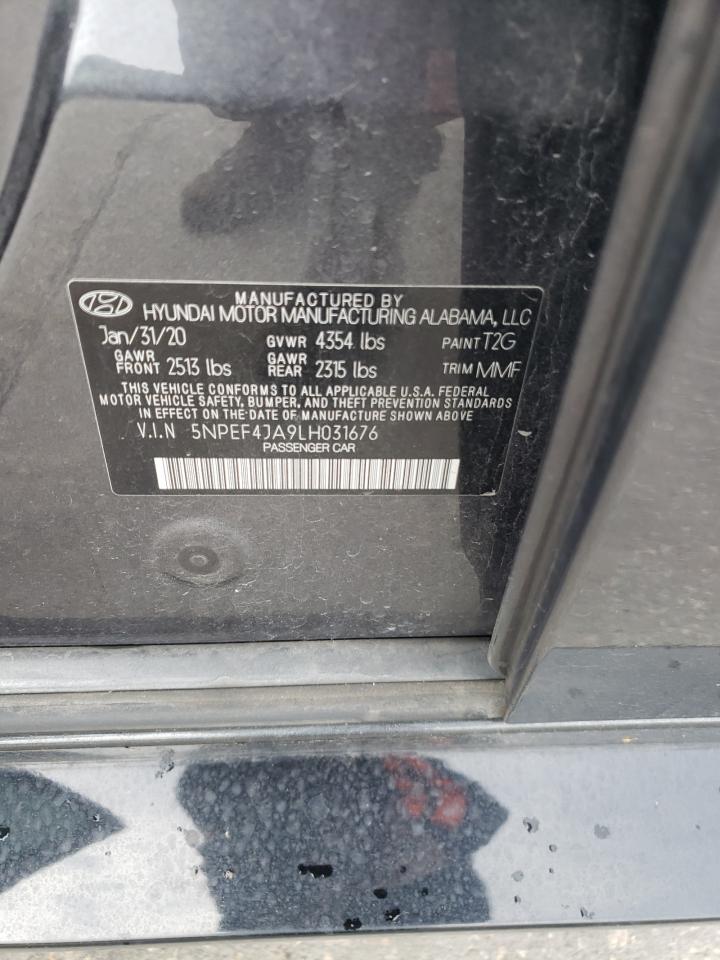 MANUFACTURED BY
HYUNDAI MOTOR MANUFACTURING ALABAMA, LLC
Jan/31/20 GVWR 4354 lbs PAINT T2G
GAWR FRONT 2513 lbs GAWR REAR 2315 lbs TRIM MMF
THIS VEHICLE CONFORMS TO ALL APPLICABLE U.S.A. FEDERAL
MOTOR VEHICLE SAFETY, BUMPER, AND THEFT PREVENTION STANDARDS
IN EFFECT ON THE DATE OF MANUFACTURE SHOWN ABOVE
V.I.N 5NPEF4JA9LH031676
PASSENGER CAR